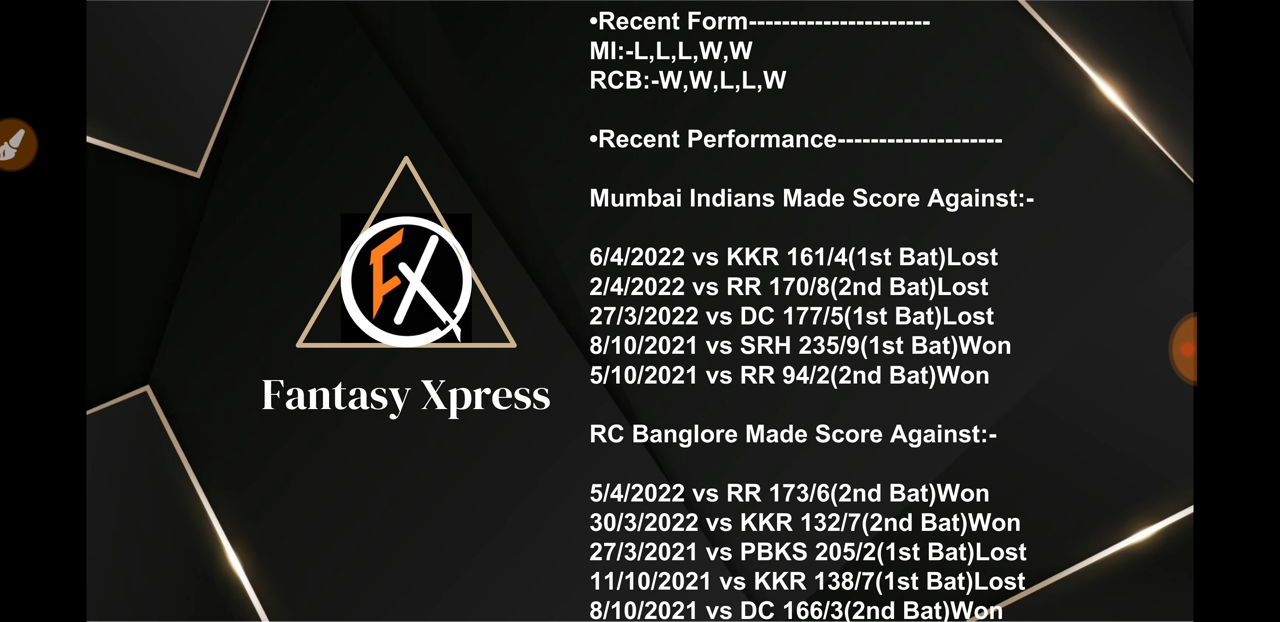 •Recent Form----------------------
MI:-L,L,L,W,W
RCB:-W,W,L,L,W
•Recent Performance--------------------
Mumbai Indians Made Score Against:-
6/4/2022 vs KKR 161/4(1st Bat)Lost
2/4/2022 vs RR 170/8(2nd Bat)Lost
27/3/2022 vs DC 177/5(1st Bat)Lost
8/10/2021 vs SRH 235/9(1st Bat)Won
5/10/2021 vs RR 94/2(2nd Bat)Won
RC Banglore Made Score Against:-
5/4/2022 vs RR 173/6(2nd Bat)Won
30/3/2022 vs KKR 132/7(2nd Bat)Won
27/3/2021 vs PBKS 205/2(1st Bat)Lost
11/10/2021 vs KKR 138/7(1st Bat)Lost
8/10/2021 vs DC 166/3(2nd Bat)Won
FX
Fantasy Xpress